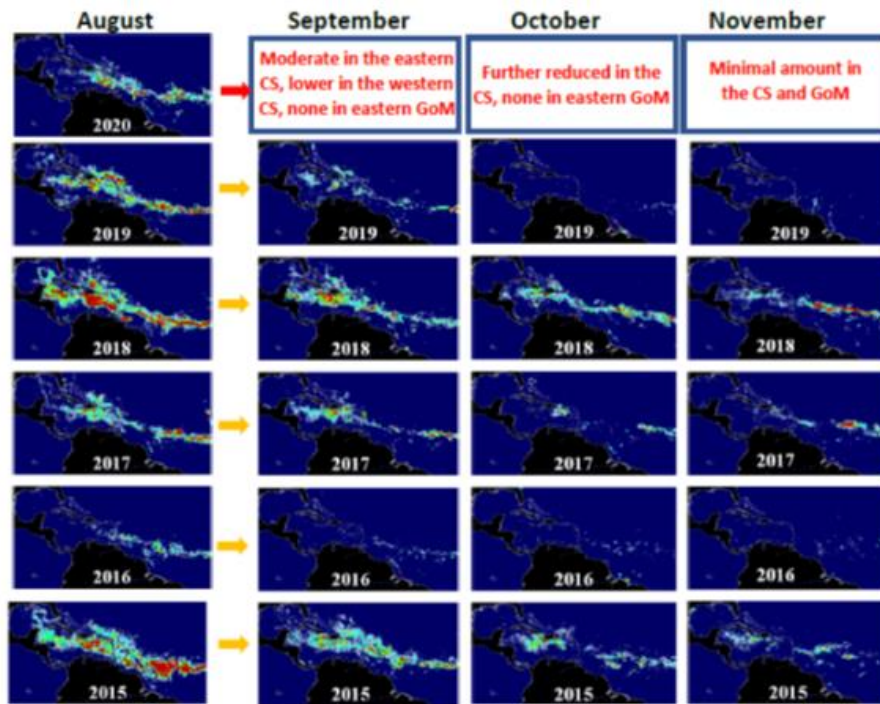 August September October November
Moderate in the eastern
CS, lower in the western
CS, none in eastern GoM
Further reduced in the
CS, none in eastern GoM
Minimal amount in
the CS and GoM
2020
2019 2019 2019 2019
2018 2018 2018 2018
2017 2017 2017 2017
2016 2016 2016 2016
2015 2015 2015 2015